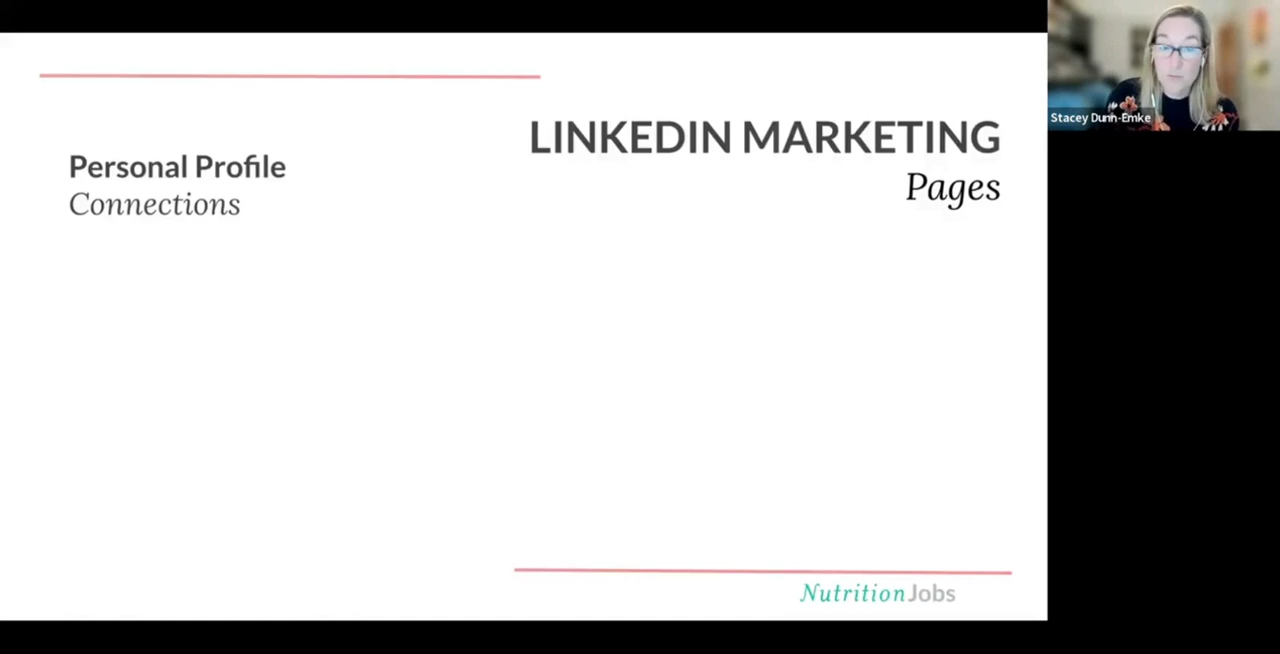 LINKEDIN MARKETING
Pages
Personal Profile
Connections
NutritionJobs
Stacey Dunn-Emke